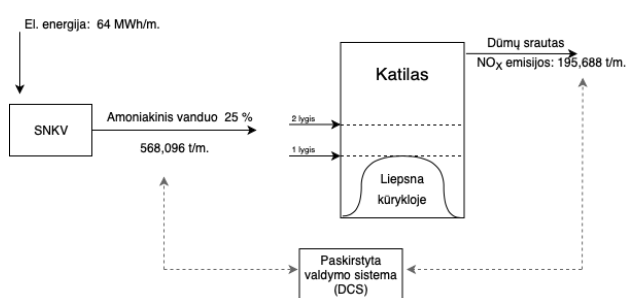 El. energija: 64 MWh/m.
SNKV
Amoniakinis vanduo 25 %
568,096 t/m.
2 lygis
1 lygis
Katilas
Liepsna
kūrykloje
Dūmų srautas
NOX emisijos: 195,688 t/m.
Paskirstyta
valdymo sistema
(DCS)